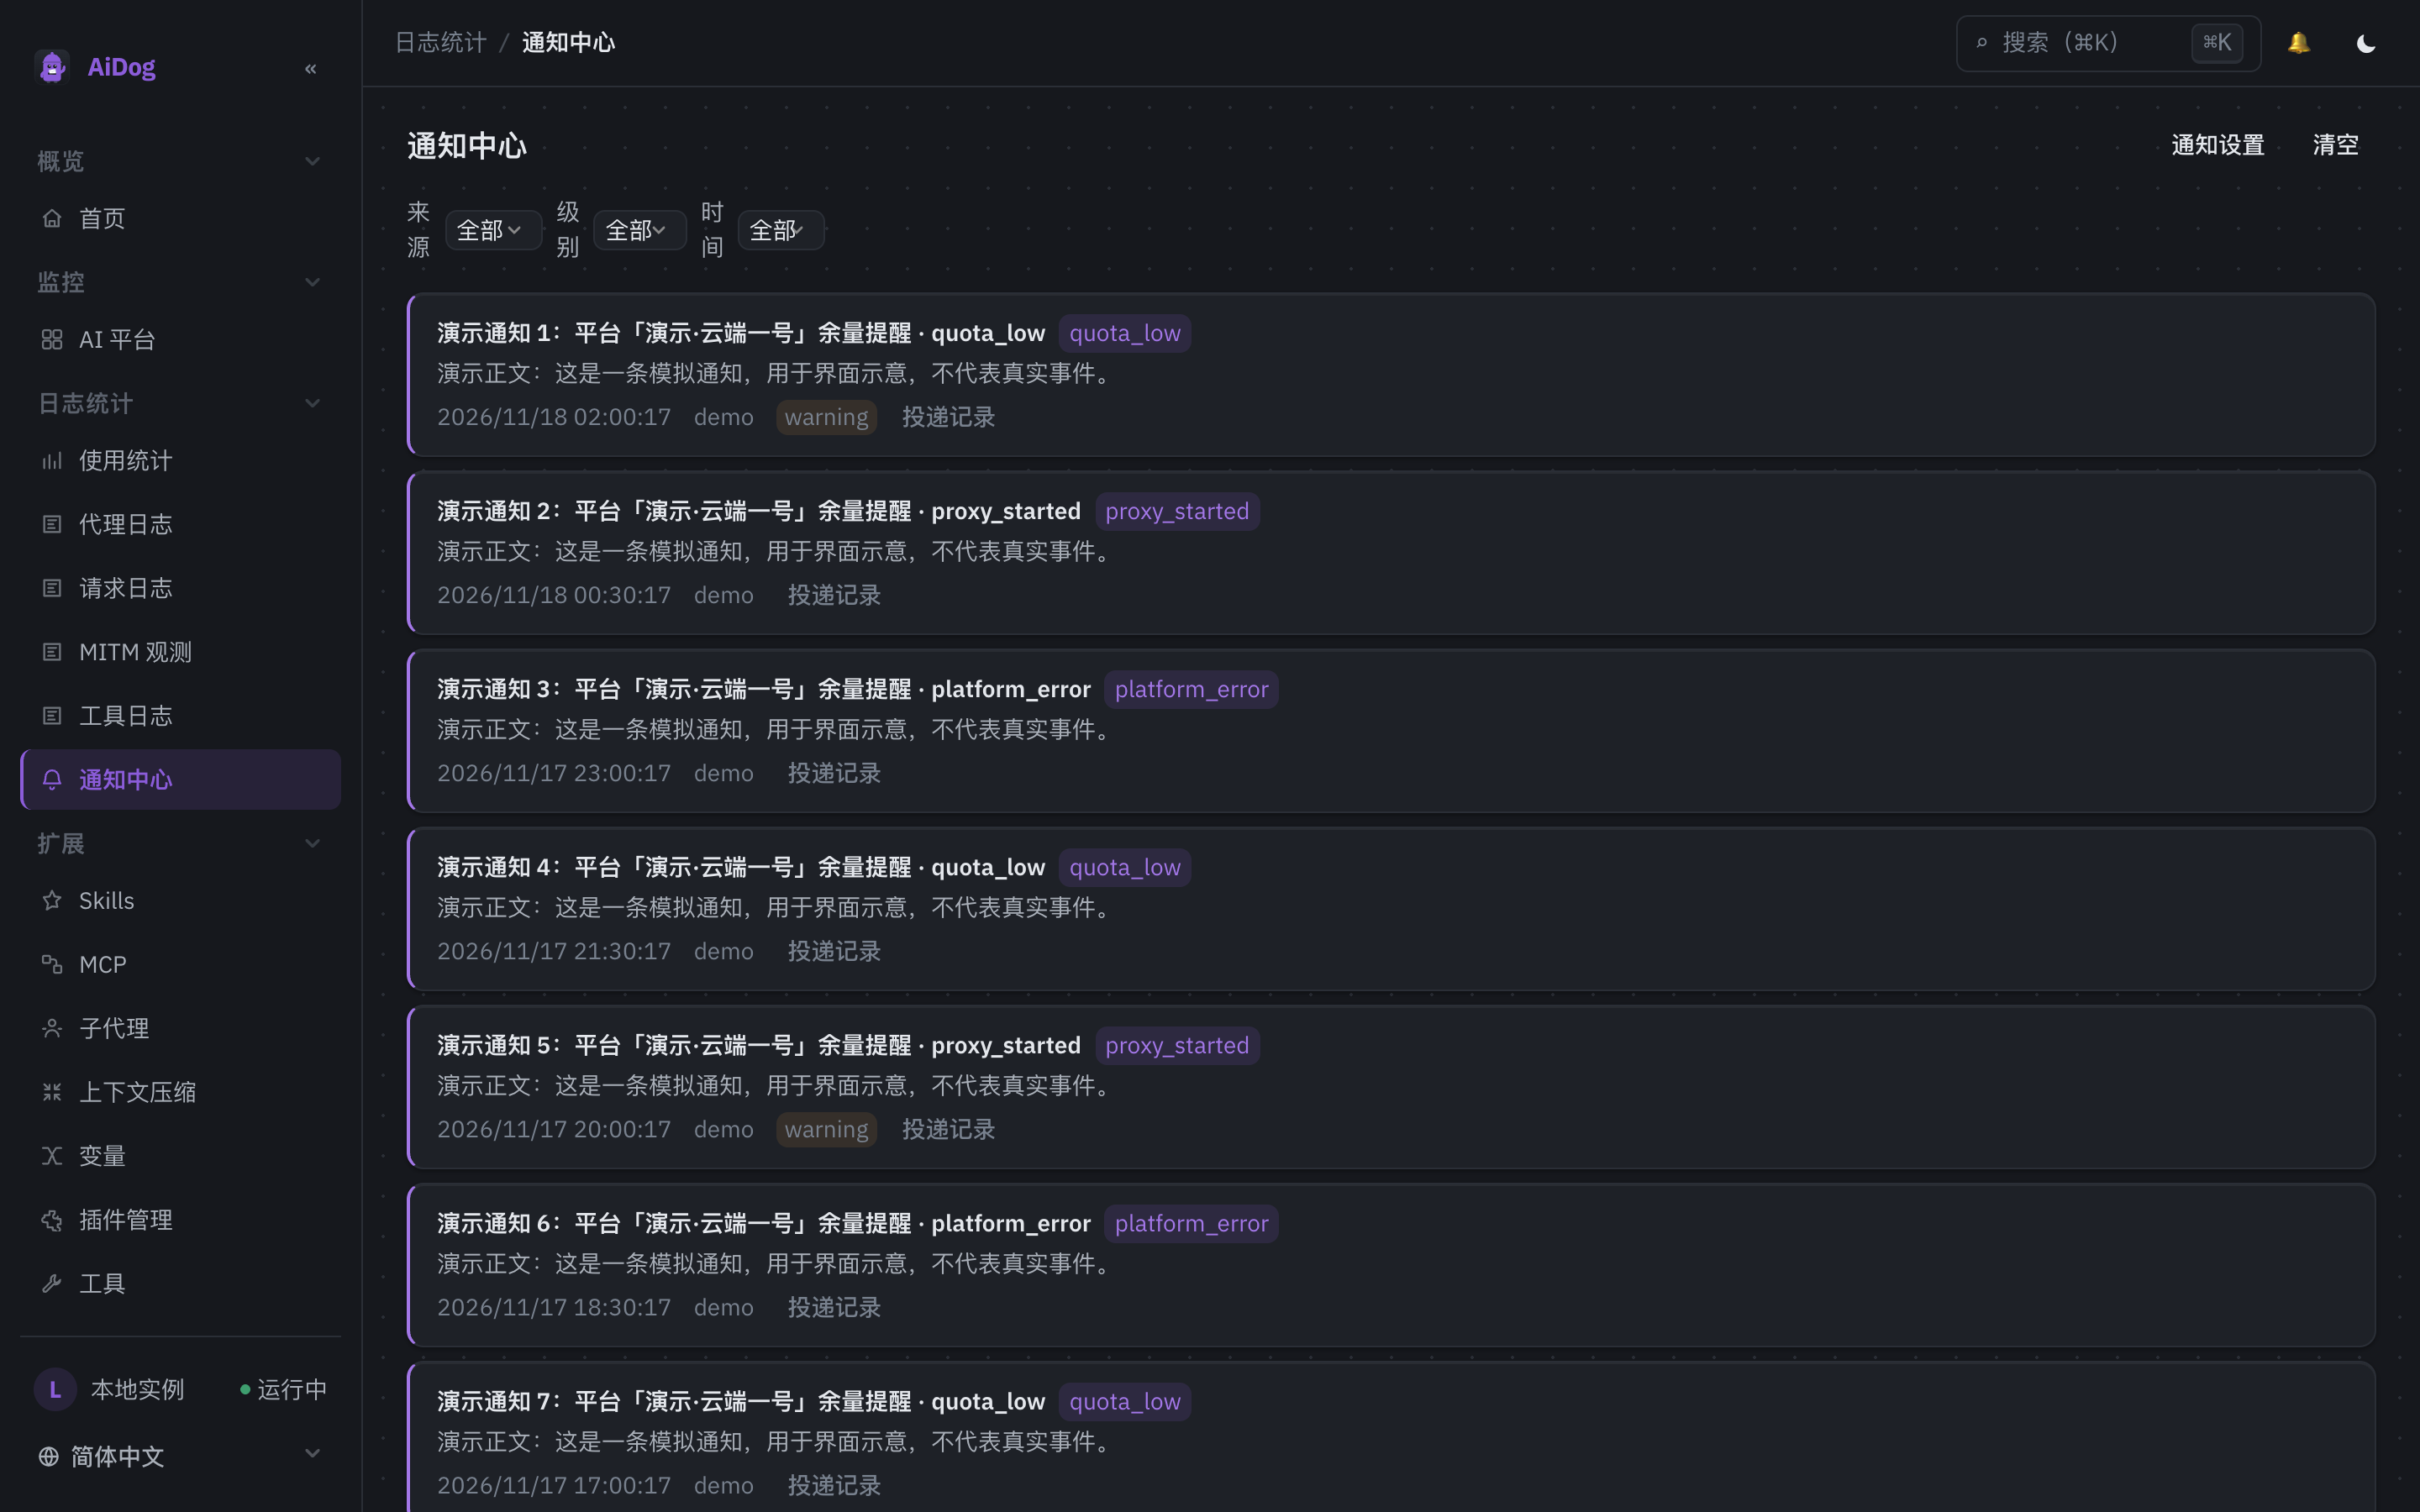 AiDog
«
概览
首页
监控
AI 平台
日志统计
使用统计
代理日志
请求日志
MITM 观测
工具日志
通知中心
扩展
Skills
MCP
子代理
上下文压缩
变量
插件管理
工具
L 本地实例 运行中
简体中文
日志统计 / 通知中心
搜索（⌘K） ⌘K
通知中心
通知设置 清空
来源 全部 级别 全部 时间 全部
演示通知 1：平台「演示·云端一号」余量提醒 · quota_low quota_low
演示正文：这是一条模拟通知，用于界面示意，不代表真实事件。
2026/11/18 02:00:17 demo warning 投递记录
演示通知 2：平台「演示·云端一号」余量提醒 · proxy_started proxy_started
演示正文：这是一条模拟通知，用于界面示意，不代表真实事件。
2026/11/18 00:30:17 demo 投递记录
演示通知 3：平台「演示·云端一号」余量提醒 · platform_error platform_error
演示正文：这是一条模拟通知，用于界面示意，不代表真实事件。
2026/11/17 23:00:17 demo 投递记录
演示通知 4：平台「演示·云端一号」余量提醒 · quota_low quota_low
演示正文：这是一条模拟通知，用于界面示意，不代表真实事件。
2026/11/17 21:30:17 demo 投递记录
演示通知 5：平台「演示·云端一号」余量提醒 · proxy_started proxy_started
演示正文：这是一条模拟通知，用于界面示意，不代表真实事件。
2026/11/17 20:00:17 demo warning 投递记录
演示通知 6：平台「演示·云端一号」余量提醒 · platform_error platform_error
演示正文：这是一条模拟通知，用于界面示意，不代表真实事件。
2026/11/17 18:30:17 demo 投递记录
演示通知 7：平台「演示·云端一号」余量提醒 · quota_low quota_low
演示正文：这是一条模拟通知，用于界面示意，不代表真实事件。
2026/11/17 17:00:17 demo 投递记录